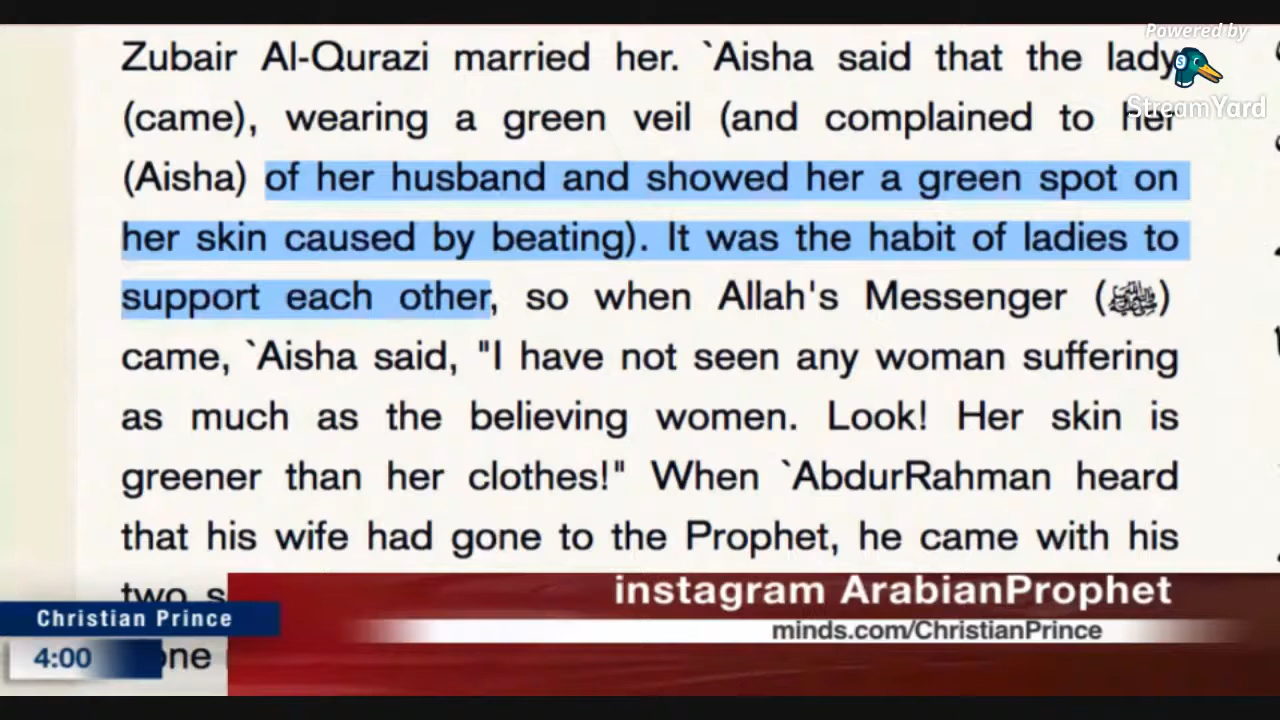 Powered by
StreamYard
Zubair Al-Qurazi married her. `Aisha said that the lady
(came), wearing a green veil (and complained to her
(Aisha) of her husband and showed her a green spot on
her skin caused by beating). It was the habit of ladies to
support each other, so when Allah's Messenger (ﷺ)
came, `Aisha said, "I have not seen any woman suffering
as much as the believing women. Look! Her skin is
greener than her clothes!" When `AbdurRahman heard
that his wife had gone to the Prophet, he came with his
two
instagram ArabianProphet
Christian Prince
minds.com/ChristianPrince
4:00